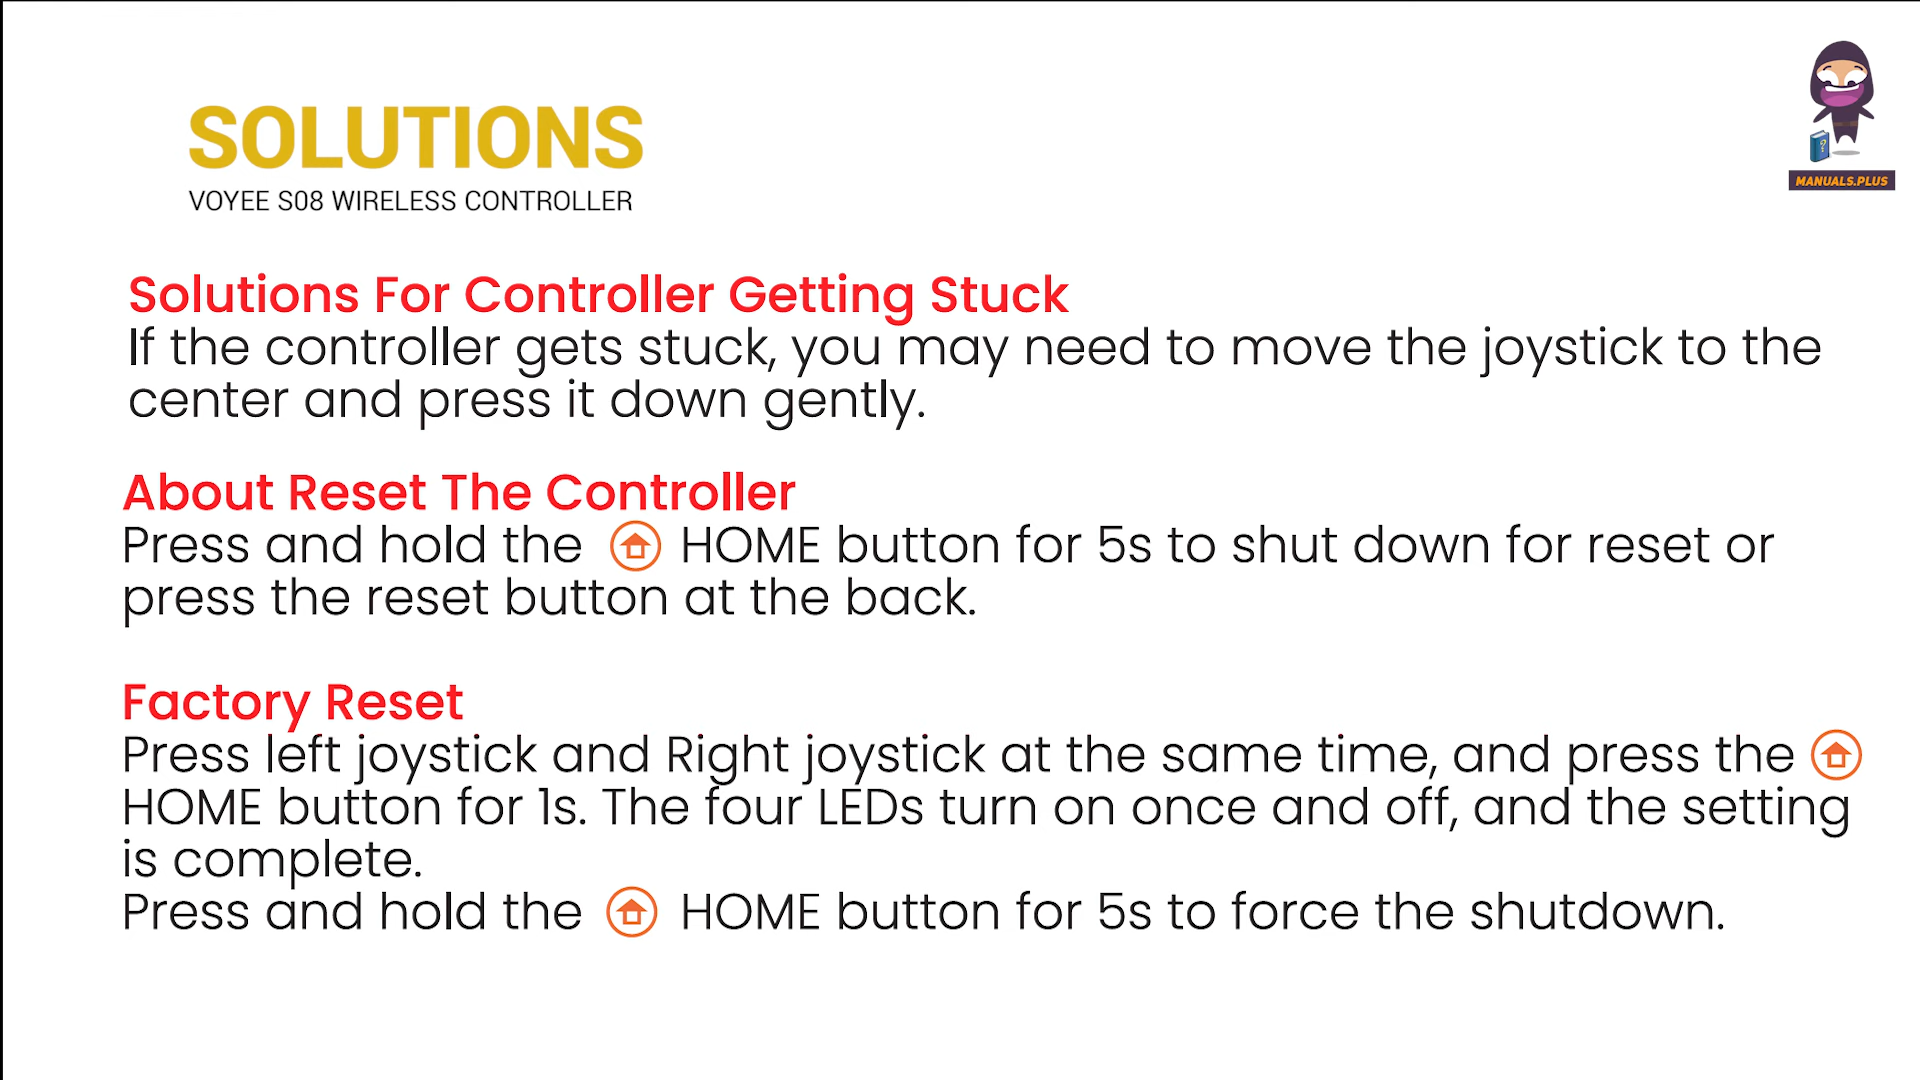 SOLUTIONS
VOYEE S08 WIRELESS CONTROLLER
MANUALS.PLUS
Solutions For Controller Getting Stuck
If the controller gets stuck, you may need to move the joystick to the
center and press it down gently.
About Reset The Controller
Press and hold the HOME button for 5s to shut down for reset or
press the reset button at the back.
Factory Reset
Press left joystick and Right joystick at the same time, and press the
HOME button for 1s. The four LEDs turn on once and off, and the setting
is complete.
Press and hold the HOME button for 5s to force the shutdown.